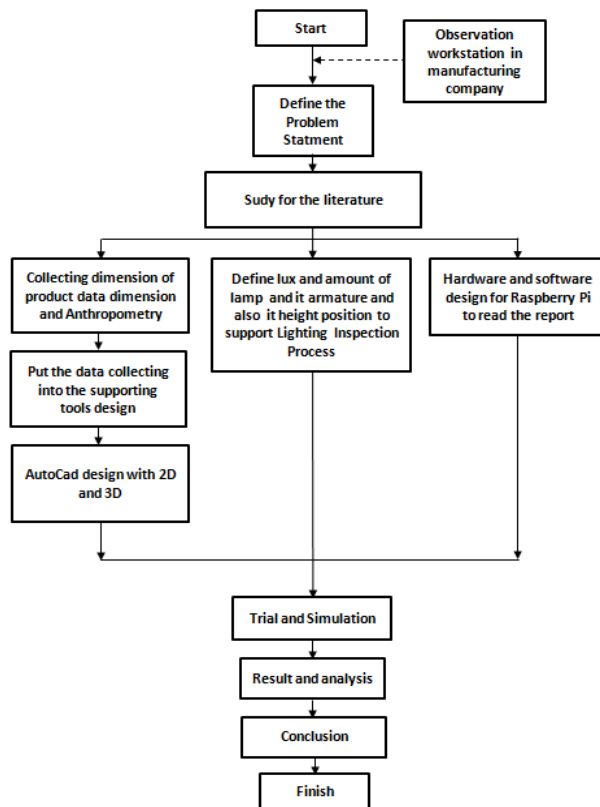 Start
Observation
workstation in
manufacturing
company
Define the
Problem
Statment
Sudy for the literature
Collecting dimension of
product data dimension
and Anthropometry
Define lux and amount of
lamp and it armature and
also it height position to
support Lighting Inspection
Process
Hardware and software
design for Raspberry Pi
to read the report
Put the data collecting
into the supporting
tools design
AutoCad design with 2D
and 3D
Trial and Simulation
Result and analysis
Conclusion
Finish